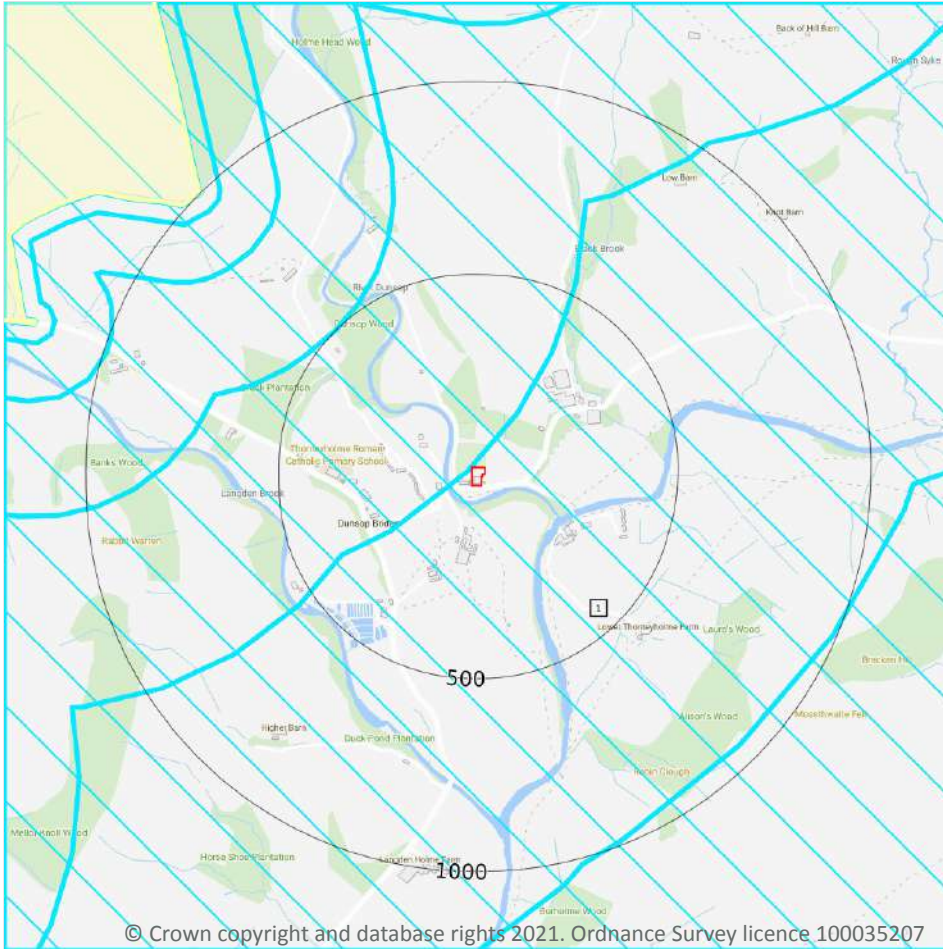 Back of Hill Barn
Holme Head Wood
Rough Syke
Low Barn
Knot Barn
Back Brook
River Dunsop
Dunsop Wood
Duck Plantation
Thorneyholme Roman
Catholic Primary School
Banks Wood
Langden Brook
Dunsop Bridge
Rabbit Warren
1
Lower Thorneyholme Farm
Laura's Wood
Bracken Hill
500
Alison's Wood
Mossthwaite Fell
Higher Barn
Duck Pond Plantation
Robin Clough
Mellor Knoll Wood
Horse Shoe Plantation
Langden Holme Farm
1000
Burholme Wood
© Crown copyright and database rights 2021. Ordnance Survey licence 100035207